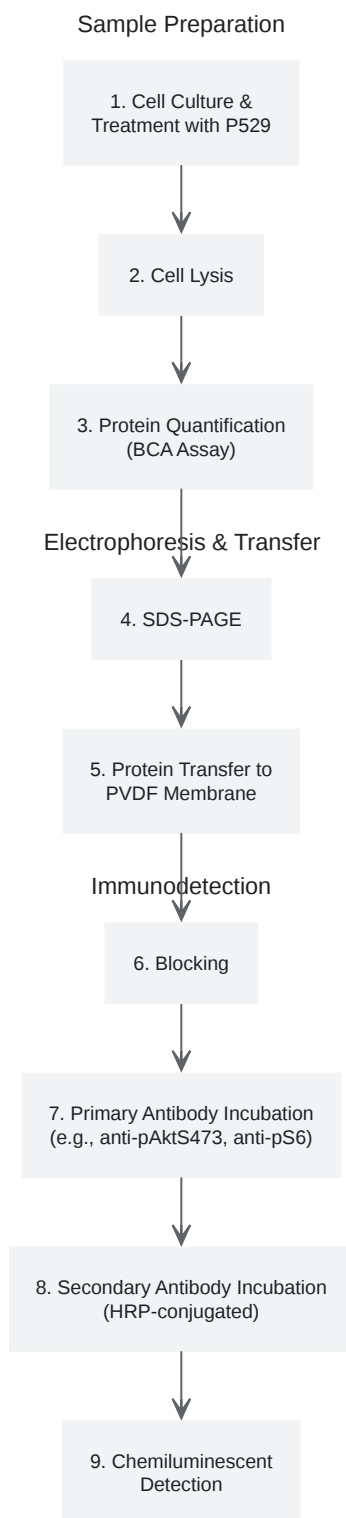 Sample Preparation
1. Cell Culture &
Treatment with P529
2. Cell Lysis
3. Protein Quantification
(BCA Assay)
Electrophoresis & Transfer
4. SDS-PAGE
5. Protein Transfer to
PVDF Membrane
Immunodetection
6. Blocking
7. Primary Antibody Incubation
(e.g., anti-pAktS473, anti-pS6)
8. Secondary Antibody Incubation
(HRP-conjugated)
9. Chemiluminescent
Detection